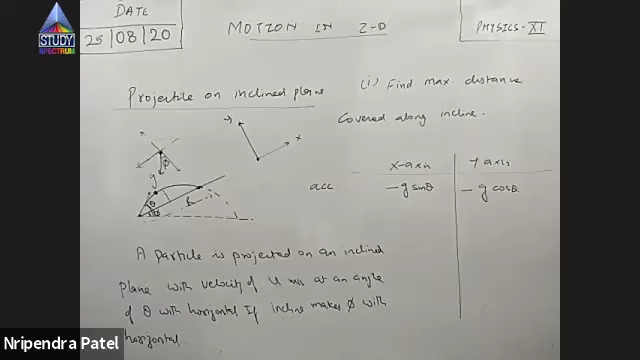 DATE
25/08/20
MOTION IN 2-D
PHYSICS-XI
STUDY
SPECTRUM
Projectile on inclined plane
(i) Find max distance
covered along incline.
y
x
g
ϕ
θ
R
x-axis
y axis
acc
-g sinθ
- g cosθ
A particle is projected on an inclined
plane with velocity of u m/s at an angle
of θ with horizontal If incline makes ϕ with
horizontal
Nripendra Patel